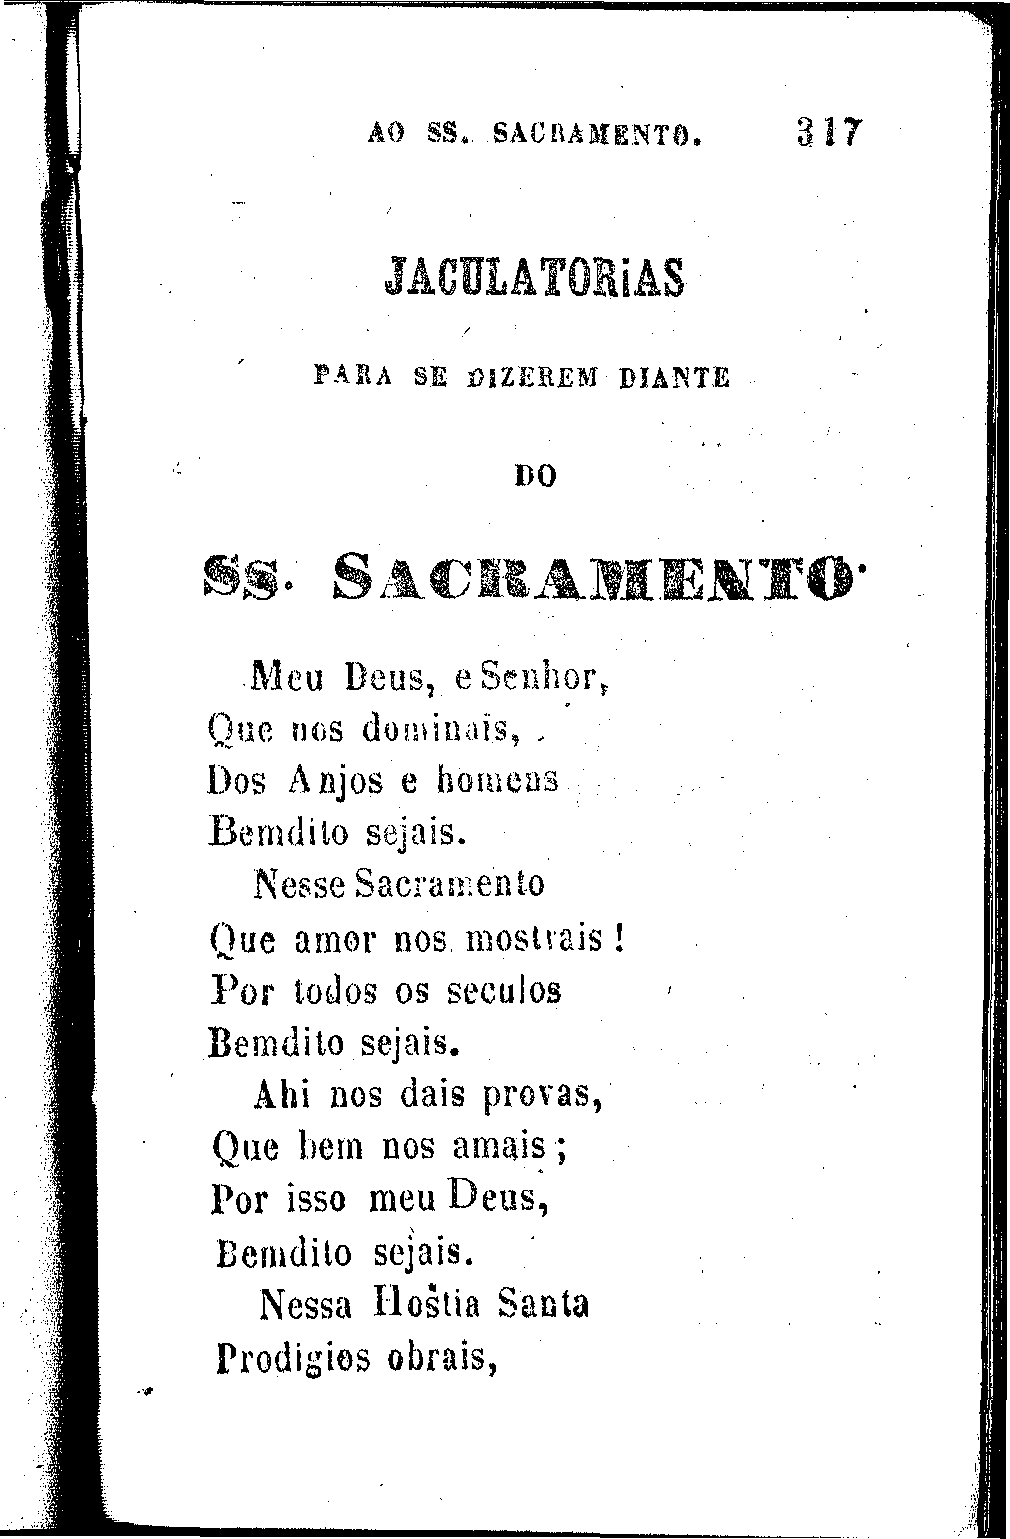 AO SS. SACRAMENTO. 317
JACULATORiAS
PARA SE DIZEREM DIANTE
DO
SS. SACRAMENTO.
Meu Deus, e Senhor,
Que nos dominais,
Dos Anjos e homens
Bemdito sejais.
Nesse Sacramento
Que amor nos mostrais !
Por todos os seculos
Bemdito sejais.
Ahi nos dais provas,
Que bem nos amais ;
Por isso meu Deus,
Bemdito sejais.
Nessa Hostia Santa
Prodigios obrais,